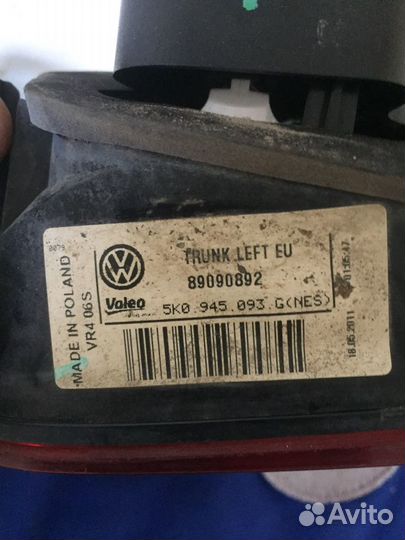 0079
MADE IN POLAND
VR4 06S
VW
Valeo
TRUNK LEFT EU
89090892
5K0.945.093 G(NES)
18.05.2011
Avito